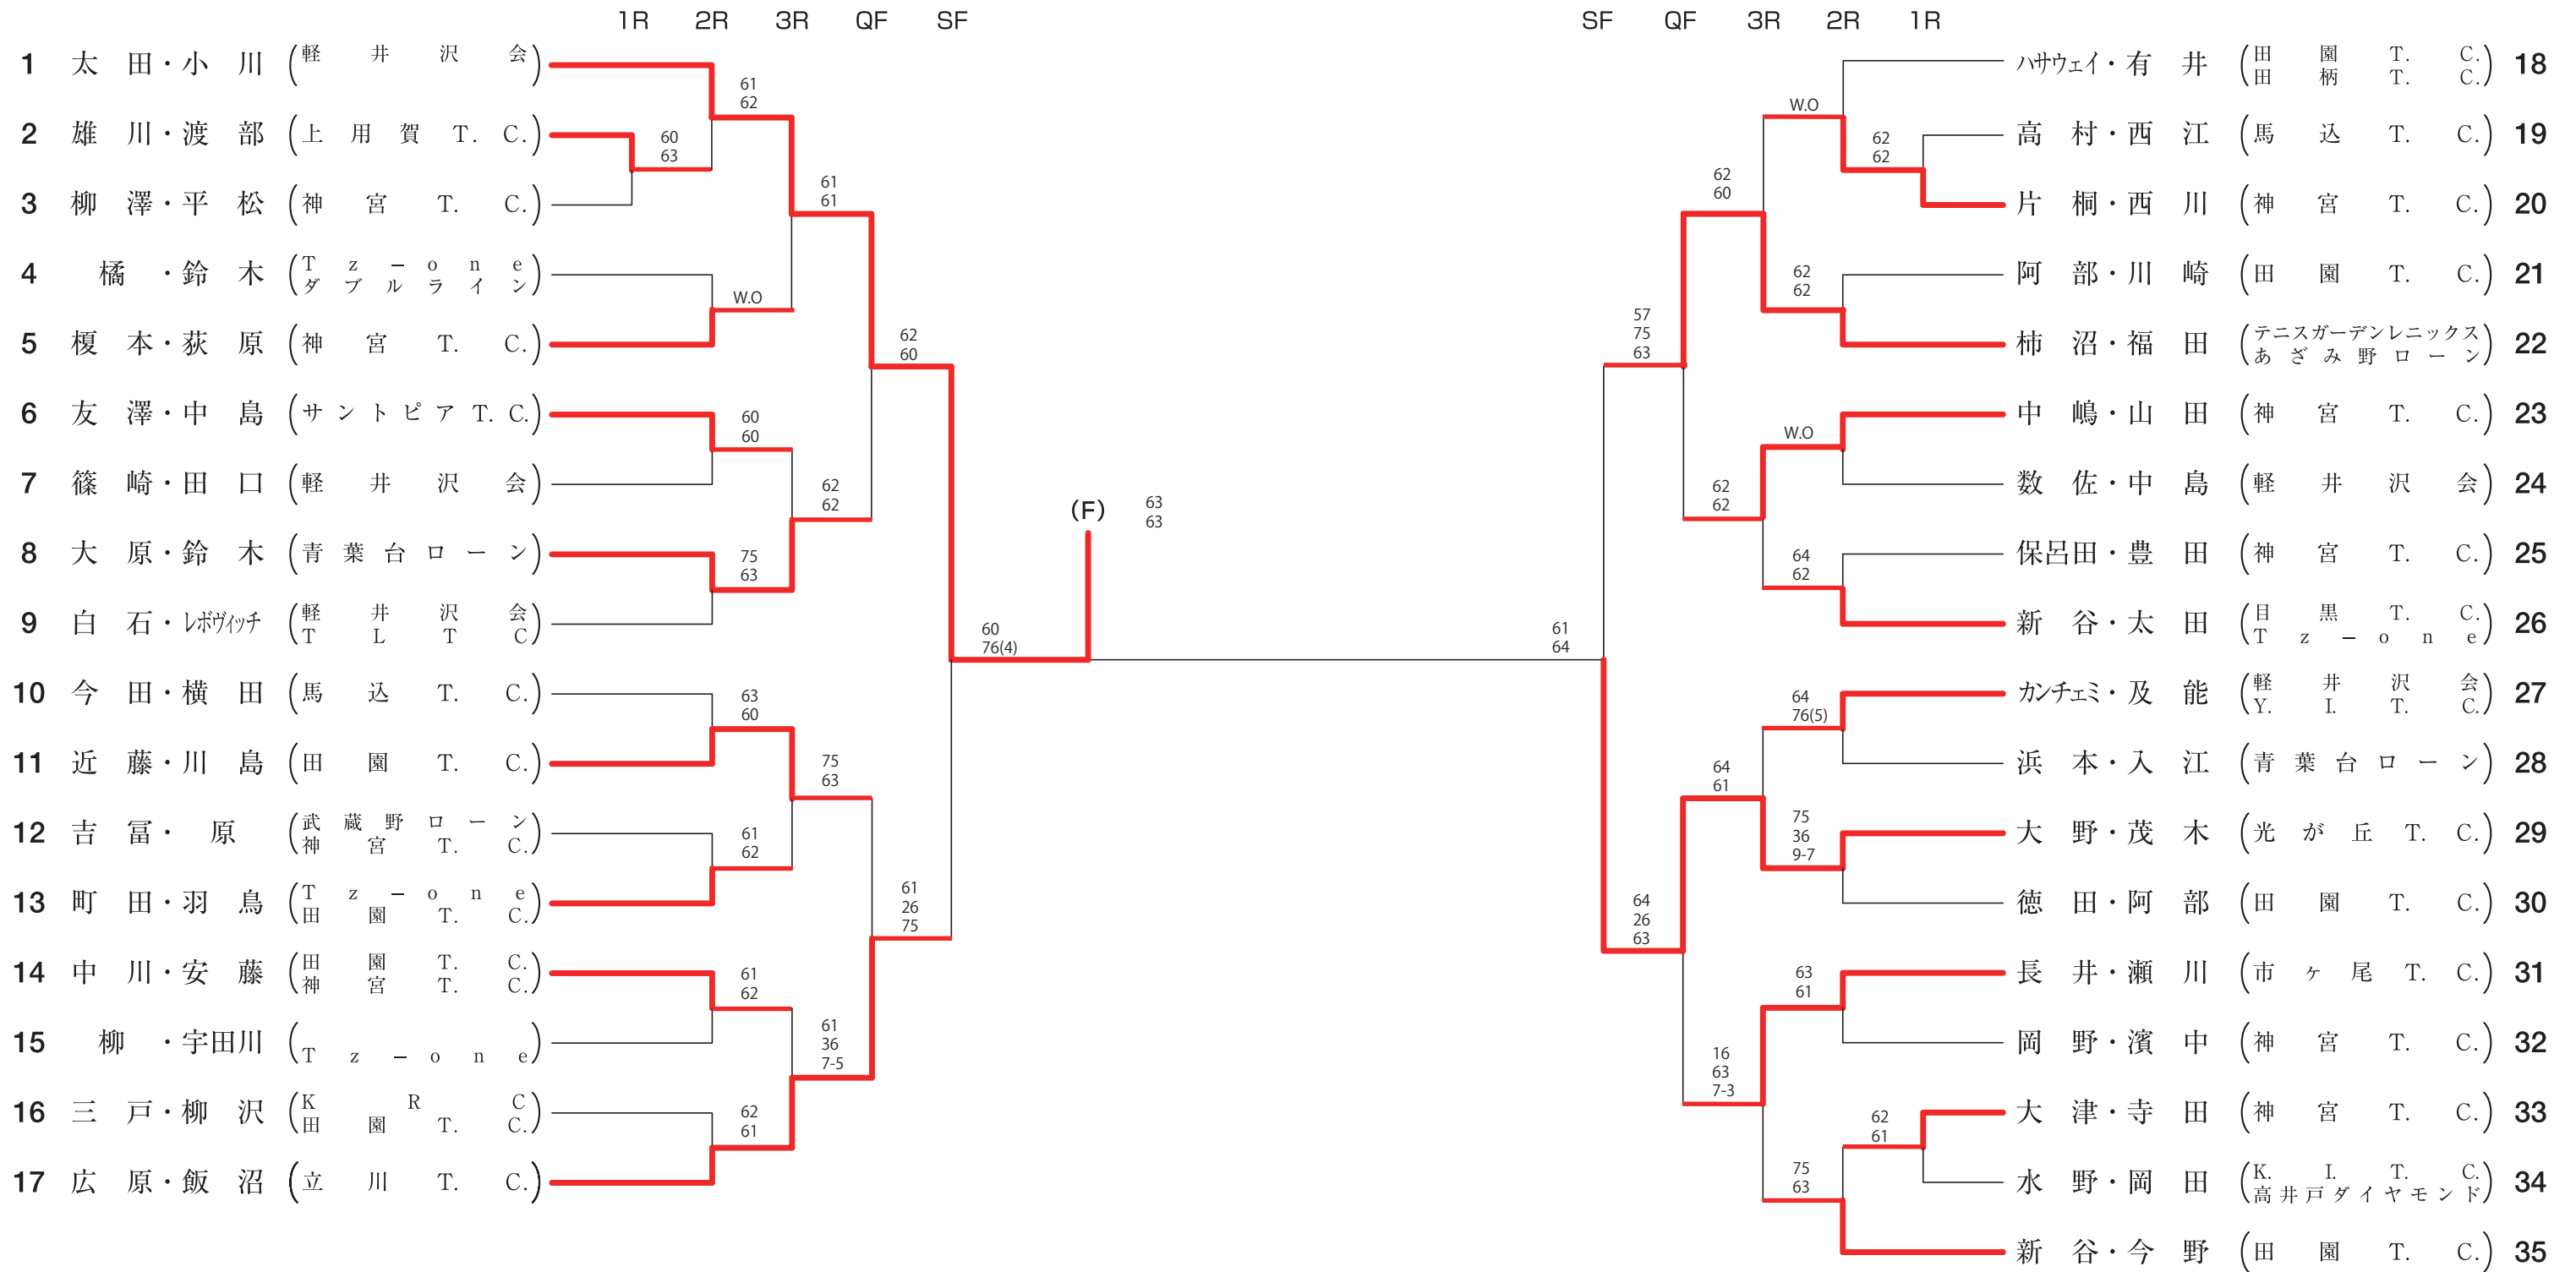 1R 2R 3R QF SF
SF QF 3R 2R 1R
1 太田・小川 (軽井沢会)
2 雄川・渡部 (上用賀T.C.)
3 柳澤・平松 (神宮T.C.)
4 橘・鈴木 (Tz−one
ダブルライン)
5 榎本・荻原 (神宮T.C.)
6 友澤・中島 (サントピアT.C.)
7 篠崎・田口 (軽井沢会)
8 大原・鈴木 (青葉台ローン)
9 白石・レボヴィッチ (軽井沢会
TLTC)
10 今田・横田 (馬込T.C.)
11 近藤・川島 (田園T.C.)
12 吉冨・原 (武蔵野ローン
神宮T.C.)
13 町田・羽鳥 (Tz−one
田園T.C.)
14 中川・安藤 (田園T.C.
神宮T.C.)
15 柳・宇田川 (
Tz−one)
16 三戸・柳沢 (KRC
田園T.C.)
17 広原・飯沼 (立川T.C.)
60
63
61
62
W.O
60
60
75
63
63
60
61
62
61
62
62
61
61
61
62
62
75
63
61
36
7-5
62
60
61
26
75
60
76(4)
(F)
63
63
61
64
57
75
63
64
26
63
62
60
62
62
64
61
16
63
7-3
W.O
62
62
W.O
64
62
64
76(5)
75
36
9-7
63
61
75
63
62
62
62
61
ハサウェイ・有井 (田園T.C.
田柄T.C.) 18
高村・西江 (馬込T.C.) 19
片桐・西川 (神宮T.C.) 20
阿部・川崎 (田園T.C.) 21
柿沼・福田 (テニスガーデンレニックス
あざみ野ローン) 22
中嶋・山田 (神宮T.C.) 23
数佐・中島 (軽井沢会) 24
保呂田・豊田 (神宮T.C.) 25
新谷・太田 (目黒T.C.
Tz−one) 26
カンチェミ・及能 (軽井沢会
Y.I.T.C.) 27
浜本・入江 (青葉台ローン) 28
大野・茂木 (光が丘T.C.) 29
徳田・阿部 (田園T.C.) 30
長井・瀬川 (市ヶ尾T.C.) 31
岡野・濱中 (神宮T.C.) 32
大津・寺田 (神宮T.C.) 33
水野・岡田 (K.I.T.C.
高井戸ダイヤモンド) 34
新谷・今野 (田園T.C.) 35